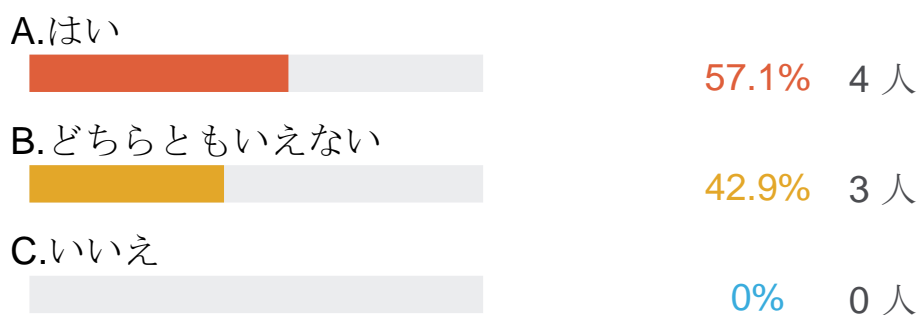 A.はい
57.1% 4 人
B.どちらともいえない
42.9% 3 人
C.いいえ
0% 0 人